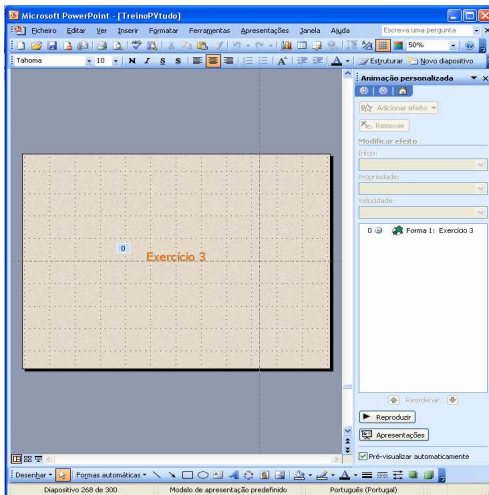 Microsoft PowerPoint - [TreinoPVtudo]
Ficheiro Editar Ver Inserir Formatar Ferramentas Apresentações Janela Ajuda Escreva uma pergunta
50%
Tahoma 10 N I S S Estruturar Novo diapositivo
Animação personalizada
Adicionar efeito
Remover
Modificar efeito
Início:
Propriedade:
Velocidade:
0 Forma 1: Exercício 3
0
Exercício 3
Reordenar
Reproduzir
Apresentações
Pré-visualizar automaticamente
Desenhar Formas automáticas
Diapositivo 268 de 300 Modelo de apresentação predefinido Português (Portugal)